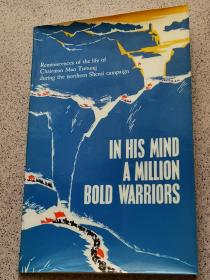 Reminiscences of the life of
Chairman Mao Tsetung
during the northern Shensi campaign
IN HIS MIND
A MILLION
BOLD WARRIORS